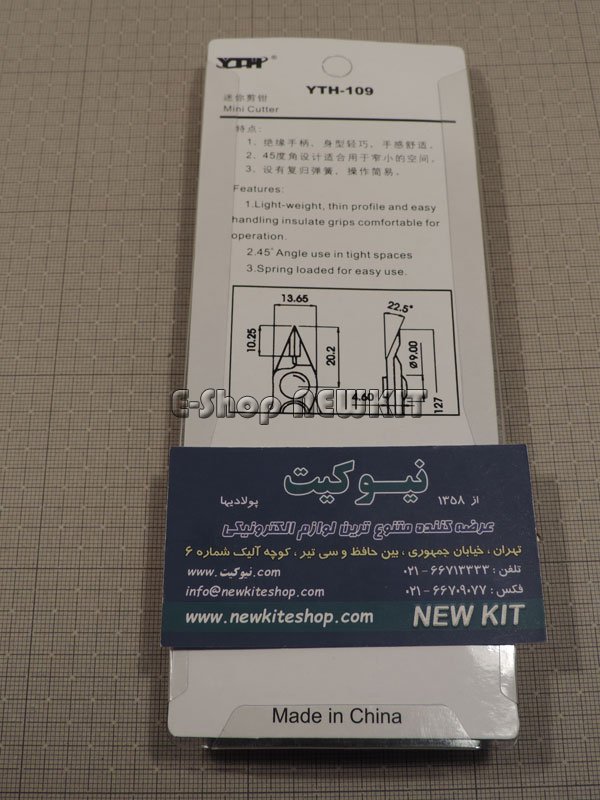 YTH®
YTH-109
迷你剪钳
Mini Cutter
特点：
1、绝缘手柄，身型轻巧，手感舒适。
2、45度角设计适合用于窄小的空间。
3、设有复归弹簧，操作简易。
Features:
1.Light-weight, thin profile and easy
handling insulate grips comfortable for
operation.
2.45° Angle use in tight spaces
3.Spring loaded for easy use.
13.65
10.25
20.2
22.5°
Ø9.00
4.60
127
E-Shop NEWKIT
نیوکیت
از ۱۳۵۸
پولادیها
عرضه کننده متنوع ترین لوازم الکترونیکی
تهران ، خیابان جمهوری ، بین حافظ و سی تیر ، کوچه آلیک شماره ۶
تلفن : ۶۶۷۱۳۳۳۳-۰۲۱
www.نیوکیت.com
فکس : ۶۶۷۰۹۰۷۷-۰۲۱
info@newkiteshop.com
www.newkiteshop.com
NEW KIT
Made in China